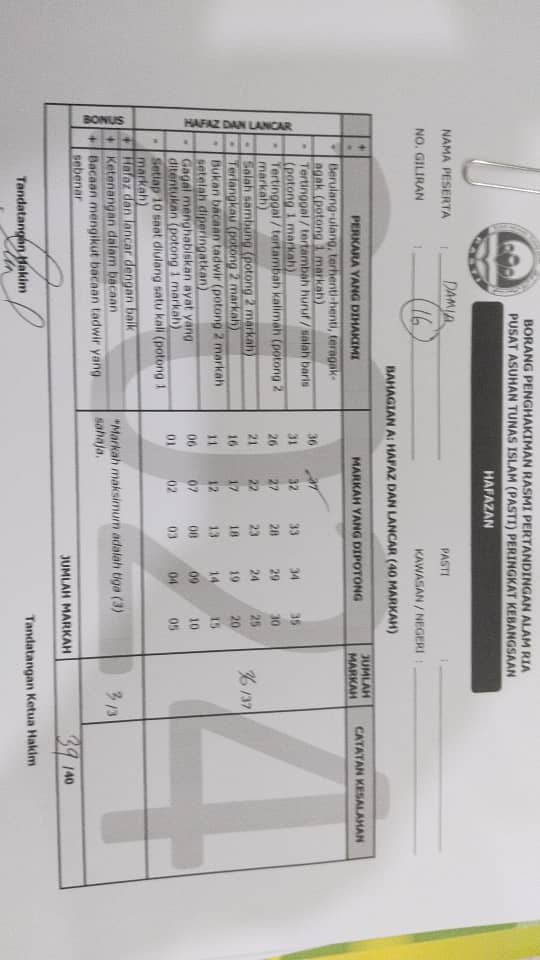 BORANG PENGHAKIMAN RASMI PERTANDINGAN ALAM RIA
PUSAT ASUHAN TUNAS ISLAM (PASTI) PERINGKAT KEBANGSAAN
PASTI
HAFAZAN
NAMA PESERTA : DAMIA PASTI :
NO. GILIRAN : 16 KAWASAN / NEGERI :
BAHAGIAN A: HAFAZ DAN LANCAR (40 MARKAH)
2024
+
- PERKARA YANG DIHAKIMI MARKAH YANG DIPOTONG JUMLAH MARKAH CATATAN KESALAHAN
HAFAZ DAN LANCAR
- Berulang-ulang, terhenti-henti, teragak-
agak (potong 1 markah)
- Tertinggal / tertambah huruf / salah baris
(potong 1 markah)
- Tertinggal / tertambah kalimah (potong 2
markah)
- Salah sambung (potong 2 markah)
- Terlangkau (potong 2 markah)
- Bukan bacaan tadwir (potong 2 markah
setelah diperingatkan)
- Gagal menghabiskan ayat yang
ditentukan (potong 1 markah)
- Setiap 10 saat diulang satu kali (potong 1
markah)
36 37
31 32 33 34 35
26 27 28 29 30
21 22 23 24 25
16 17 18 19 20
11 12 13 14 15
06 07 08 09 10
01 02 03 04 05
36 /37
BONUS
+ Hafaz dan lancar dengan baik
+ Ketenangan dalam bacaan
+ Bacaan mengikut bacaan tadwir yang
sebenar
*Markah maksimum adalah tiga (3)
sahaja.
3 /3
JUMLAH MARKAH 39 /40
Tandatangan Hakim Tandatangan Ketua Hakim